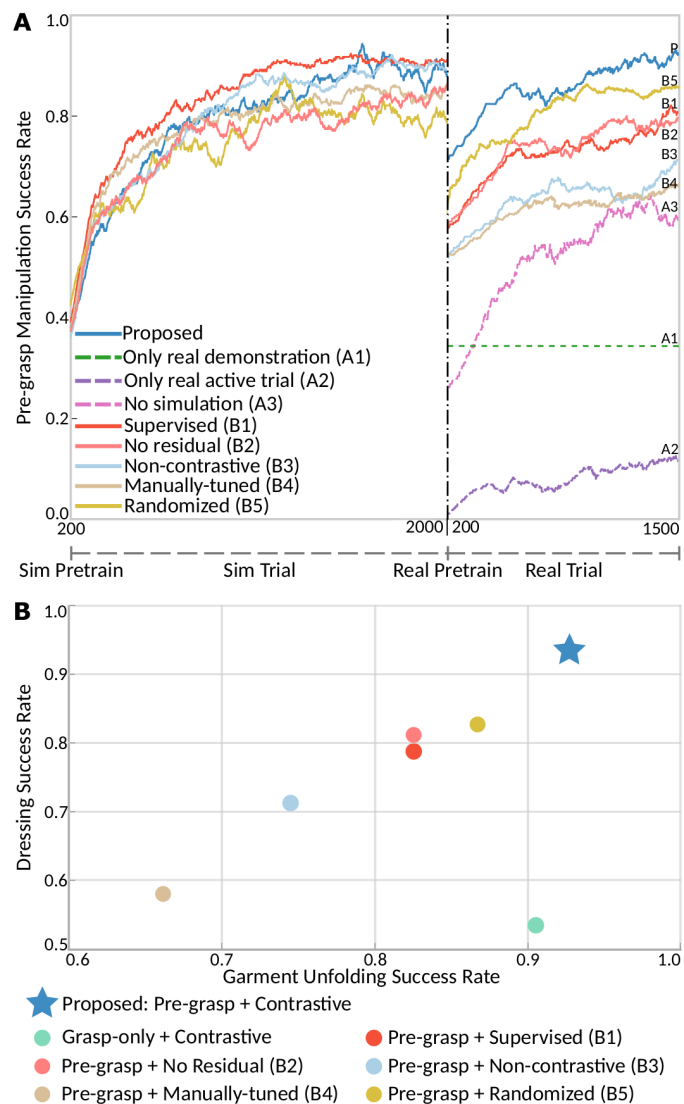 A
Pre-grasp Manipulation Success Rate
1.0
0.8
0.6
0.4
0.2
0.0
Proposed
Only real demonstration (A1)
Only real active trial (A2)
No simulation (A3)
Supervised (B1)
No residual (B2)
Non-contrastive (B3)
Manually-tuned (B4)
Randomized (B5)
P
B5
B1
B2
B3
B4
A3
A1
A2
200
2000
200
1500
Sim Pretrain
Sim Trial
Real Pretrain
Real Trial
B
Dressing Success Rate
1.0
0.9
0.8
0.7
0.6
0.5
0.6
0.7
0.8
0.9
1.0
Garment Unfolding Success Rate
Proposed: Pre-grasp + Contrastive
Grasp-only + Contrastive
Pre-grasp + Supervised (B1)
Pre-grasp + No Residual (B2)
Pre-grasp + Non-contrastive (B3)
Pre-grasp + Manually-tuned (B4)
Pre-grasp + Randomized (B5)